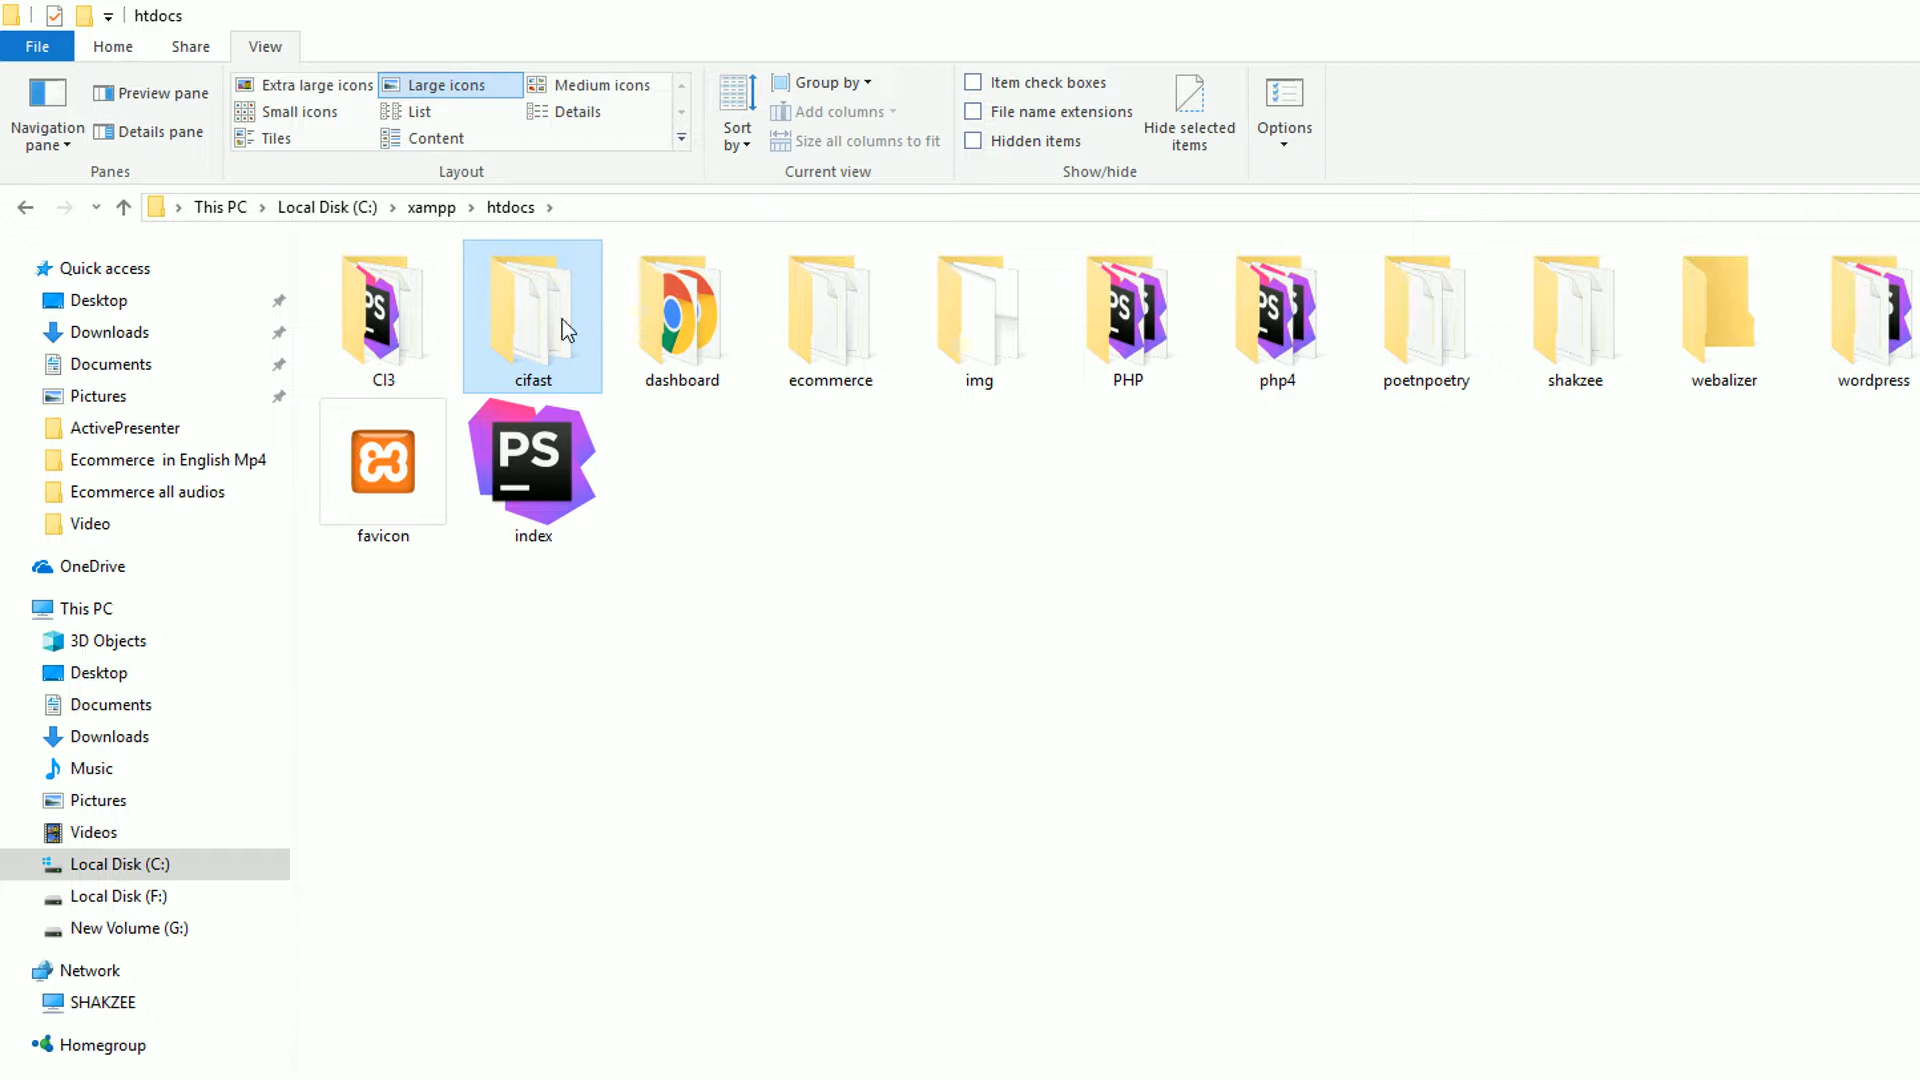 htdocs
File Home Share View
Navigation pane
Preview pane
Details pane
Panes
Extra large icons Large icons Medium icons
Small icons List Details
Tiles Content
Layout
Sort by
Group by
Add columns
Size all columns to fit
Current view
Item check boxes
File name extensions
Hidden items
Hide selected items
Show/hide
Options
This PC Local Disk (C:) xampp htdocs
Quick access
Desktop
Downloads
Documents
Pictures
ActivePresenter
Ecommerce in English Mp4
Ecommerce all audios
Video
OneDrive
This PC
3D Objects
Desktop
Documents
Downloads
Music
Pictures
Videos
Local Disk (C:)
Local Disk (F:)
New Volume (G:)
Network
SHAKZEE
Homegroup
PS PS PS PS
CI3 cifast dashboard ecommerce img PHP php4 poetnpoetry shakzee webalizer wordpress
PS
favicon index